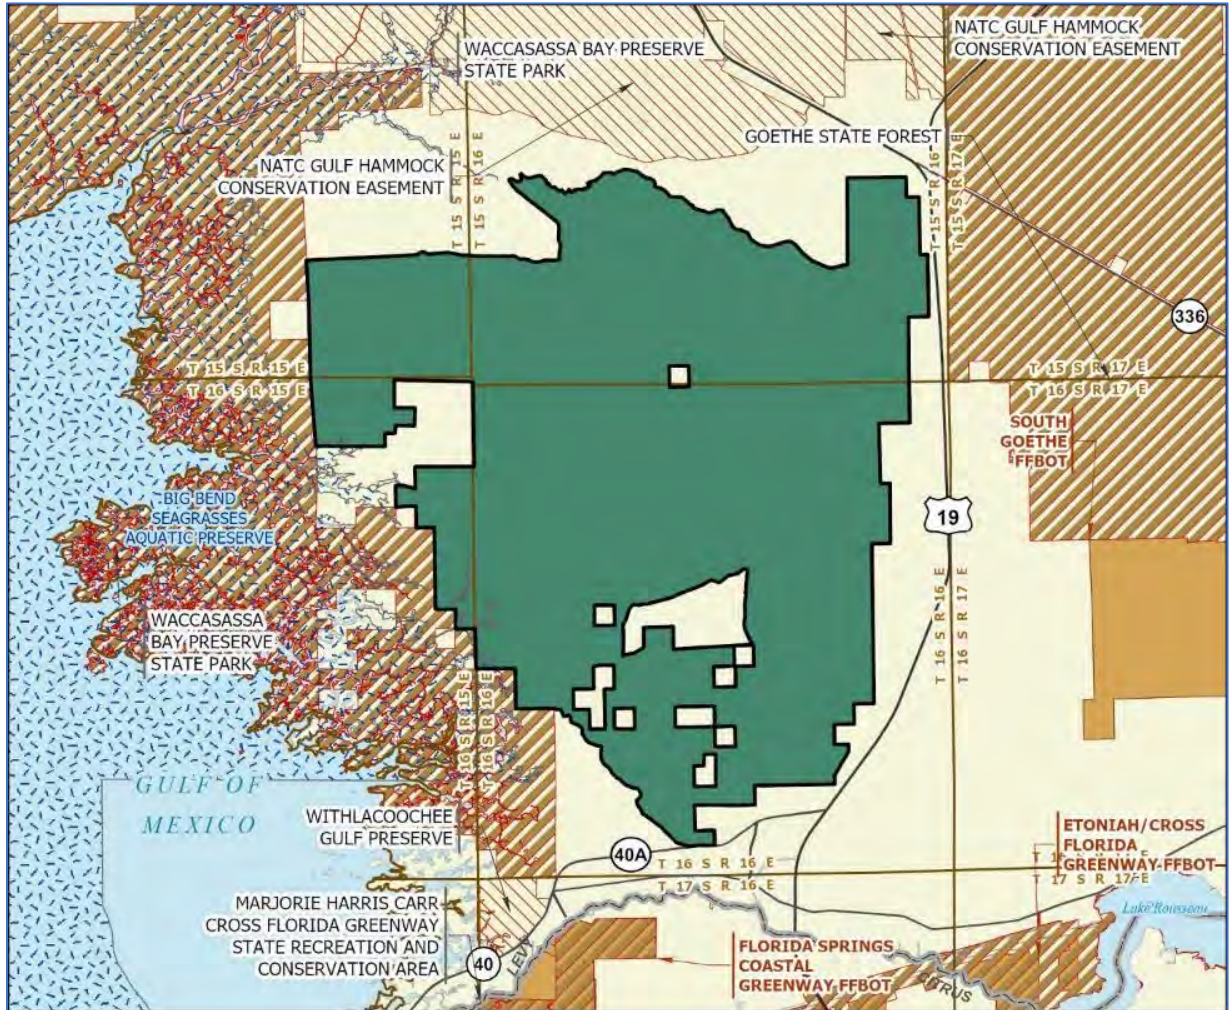 WACCASASSA BAY PRESERVE
STATE PARK
NATC GULF HAMMOCK
CONSERVATION EASEMENT
GOETHE STATE FOREST
NATC GULF HAMMOCK
CONSERVATION EASEMENT
T 15 S R 15 E
T 15 S R 16 E
T 15 S R 16
T 15 S R 17 E
336
T 15 S R 15 E
T 16 S R 15 E
T 15 S R 17 E
T 16 S R 17 E
SOUTH
GOETHE
FFBOT
BIG BEND
SEAGRASSES
AQUATIC PRESERVE
19
T 16 S R 16 E
T 16 S R 17 E
WACCASASSA
BAY PRESERVE
STATE PARK
T 16 S R 15 E
T 16 S R 16 E
GULF OF
MEXICO
WITHLACOOCHEE
GULF PRESERVE
ETONIAH/CROSS
FLORIDA
GREENWAY FFBOT
40A
T 16 S R 16 E
T 17 S R 16 E
T 17 S R 17 E
Lake Rousseau
MARJORIE HARRIS CARR
CROSS FLORIDA GREENWAY
STATE RECREATION AND
CONSERVATION AREA
40
LEVY
CITRUS
FLORIDA SPRINGS
COASTAL
GREENWAY FFBOT